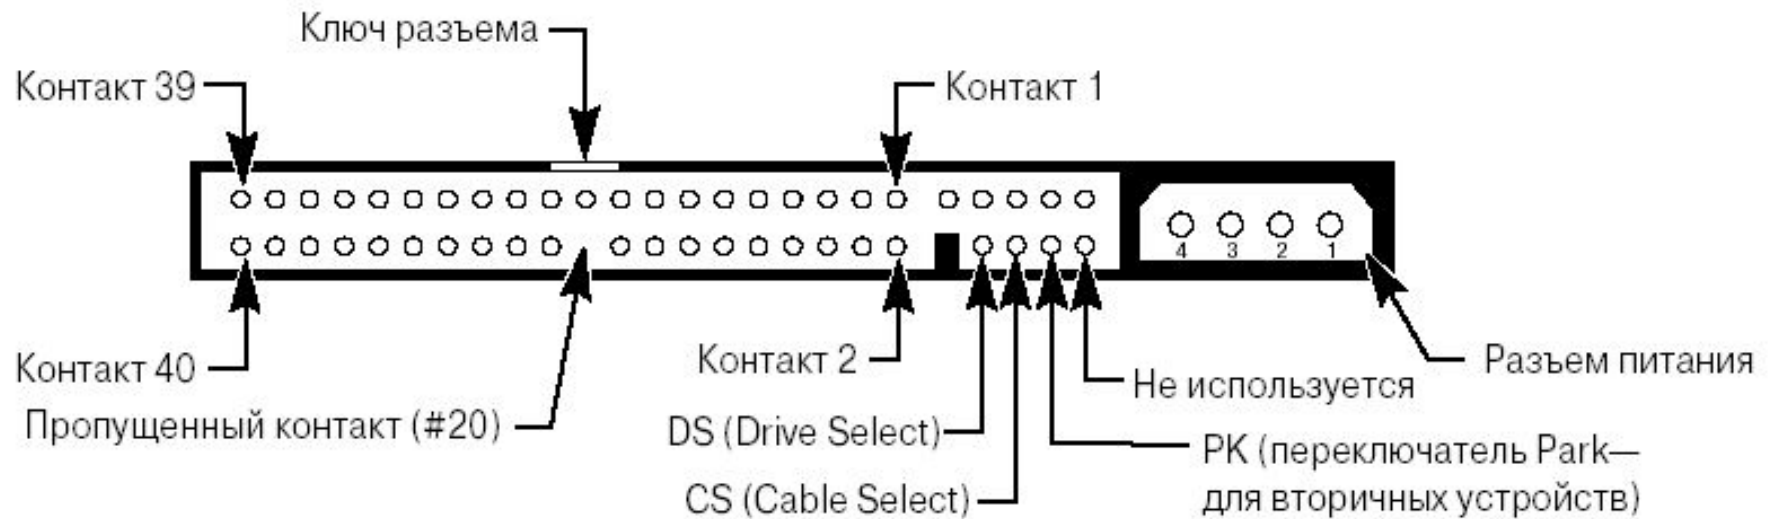 Ключ разъема
Контакт 39
Контакт 1
4 3 2 1
Контакт 40
Контакт 2
Разъем питания
Не используется
Пропущенный контакт (#20)
DS (Drive Select)
PK (переключатель Park—
для вторичных устройств)
CS (Cable Select)